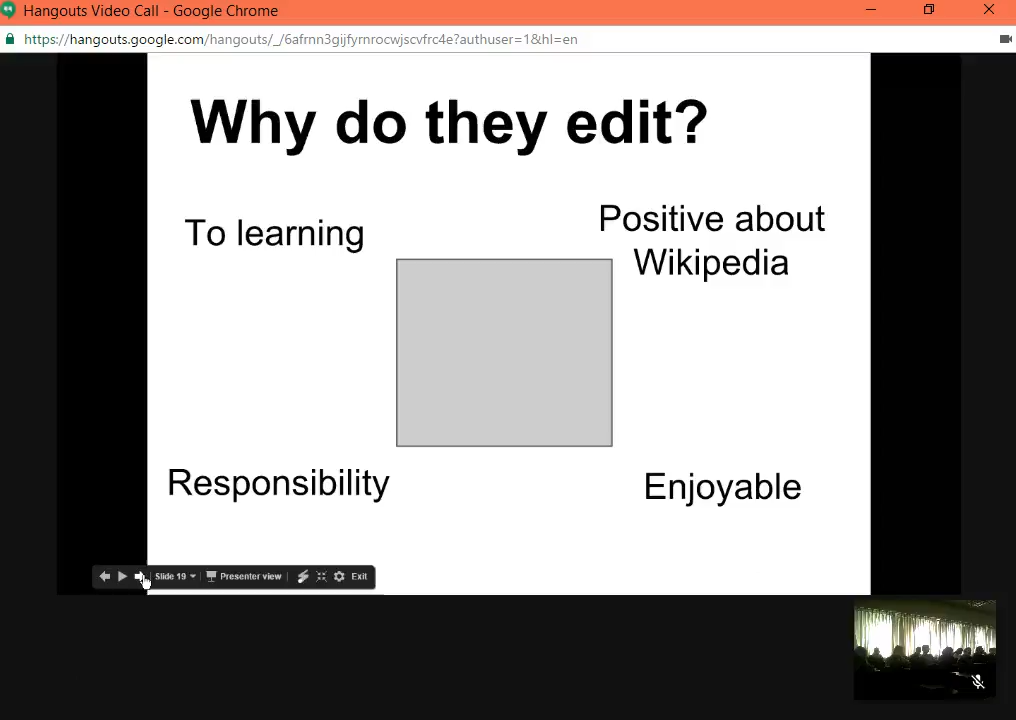 Hangouts Video Call - Google Chrome
https://hangouts.google.com/hangouts/_/6afrnn3gijfyrnrocwjscvfrc4e?authuser=1&hl=en
Why do they edit?
To learning
Positive about
Wikipedia
Responsibility
Enjoyable
Slide 19 Presenter view Exit